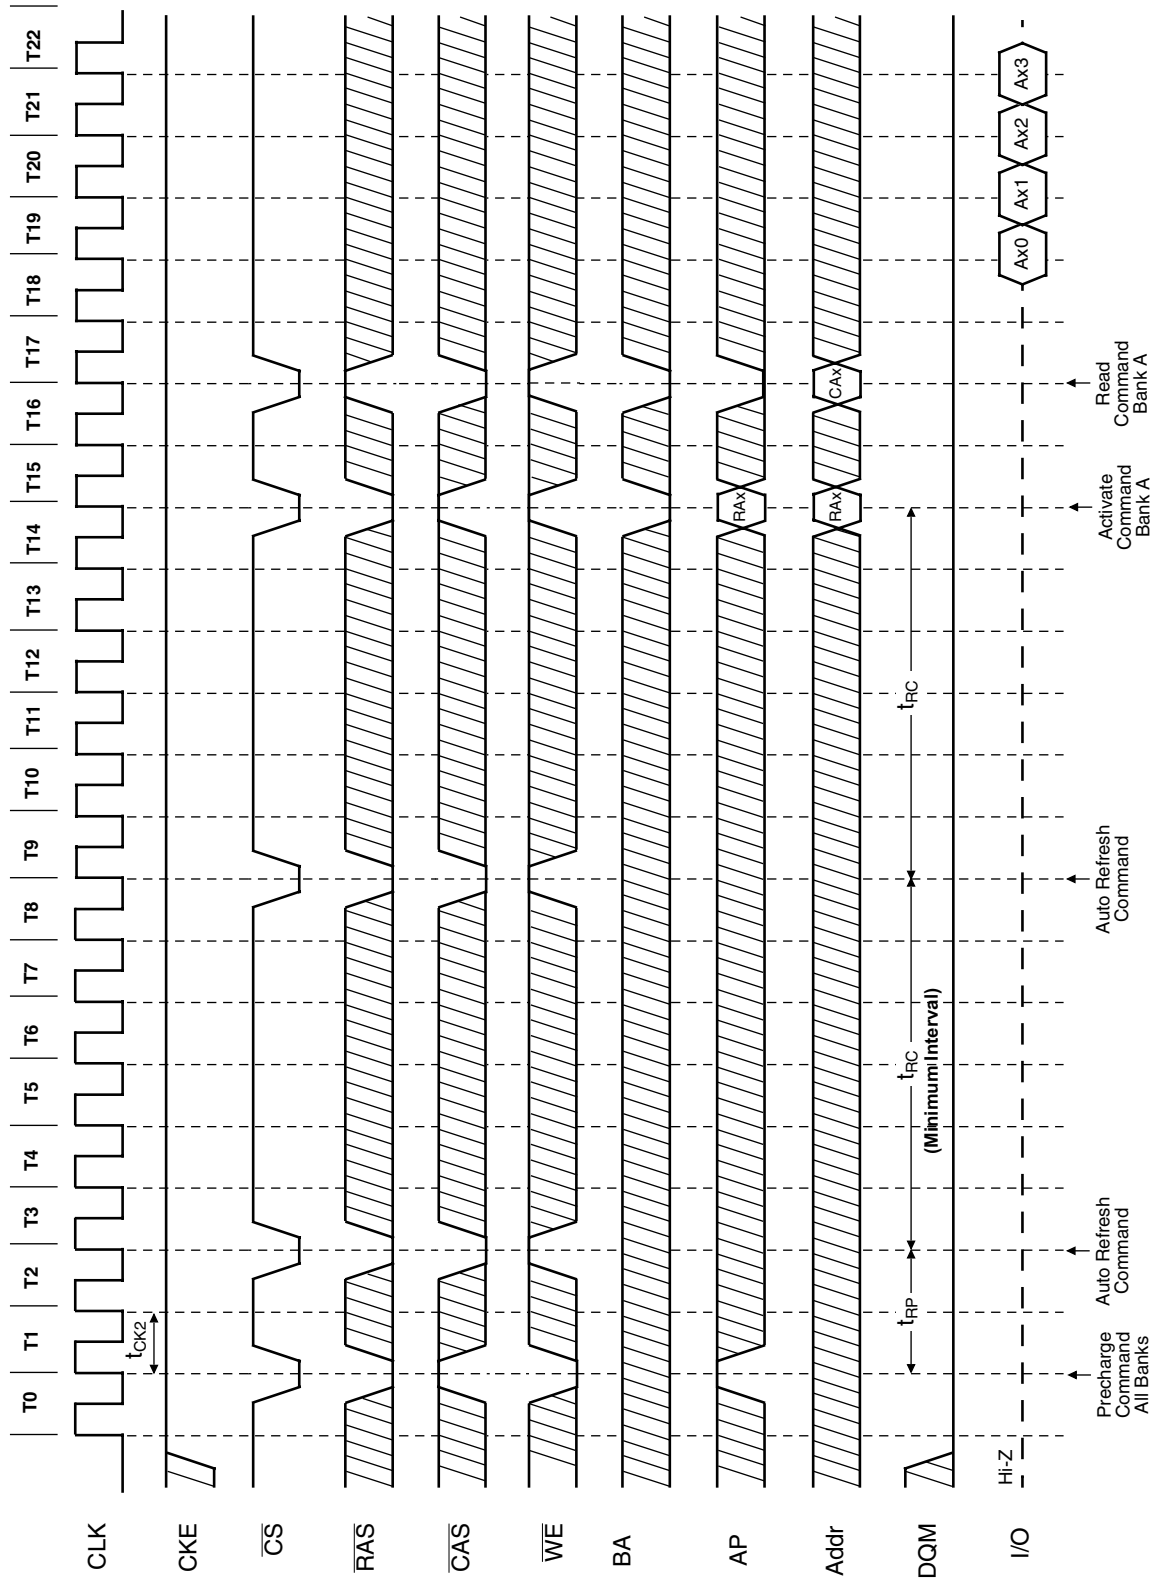 T0 T1 T2 T3 T4 T5 T6 T7 T8 T9 T10 T11 T12 T13 T14 T15 T16 T17 T18 T19 T20 T21 T22
CLK
tCK2
CKE
CS
RAS
CAS
WE
BA
AP
RAx
Addr
RAx
CAx
tRP
tRC
(Minimum Interval)
tRC
DQM
Hi-Z
I/O
Ax0
Ax1
Ax2
Ax3
Precharge
Command
All Banks
Auto Refresh
Command
Auto Refresh
Command
Activate
Command
Bank A
Read
Command
Bank A